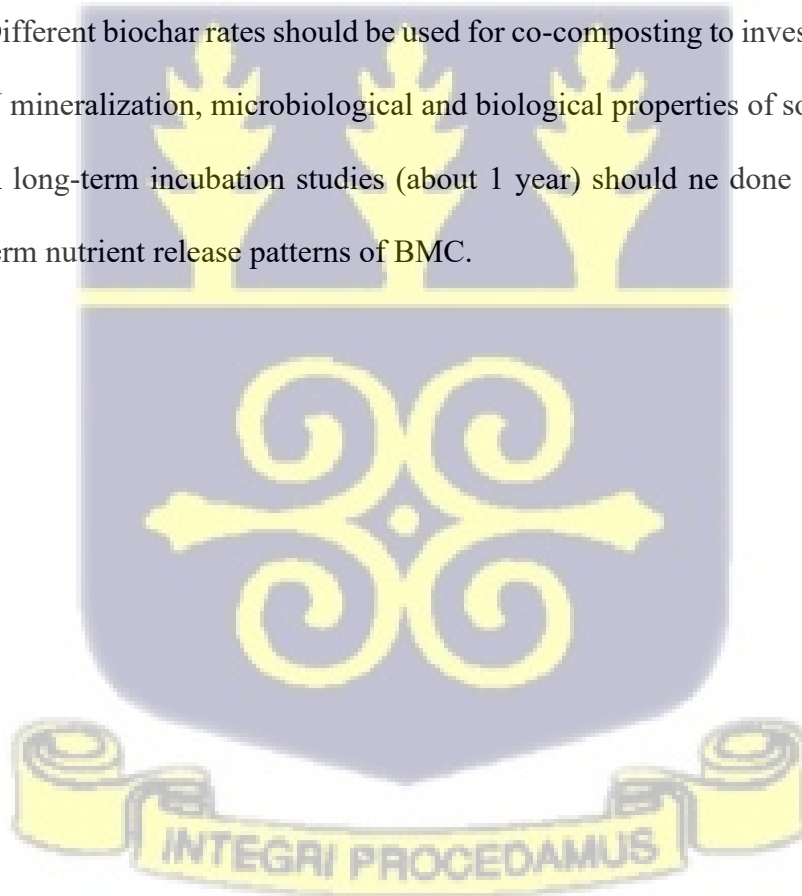 Different biochar rates should be used for co-composting to inves
mineralization, microbiological and biological properties of so
long-term incubation studies (about 1 year) should ne done
erm nutrient release patterns of BMC.
INTEGRI PROCEDAMUS